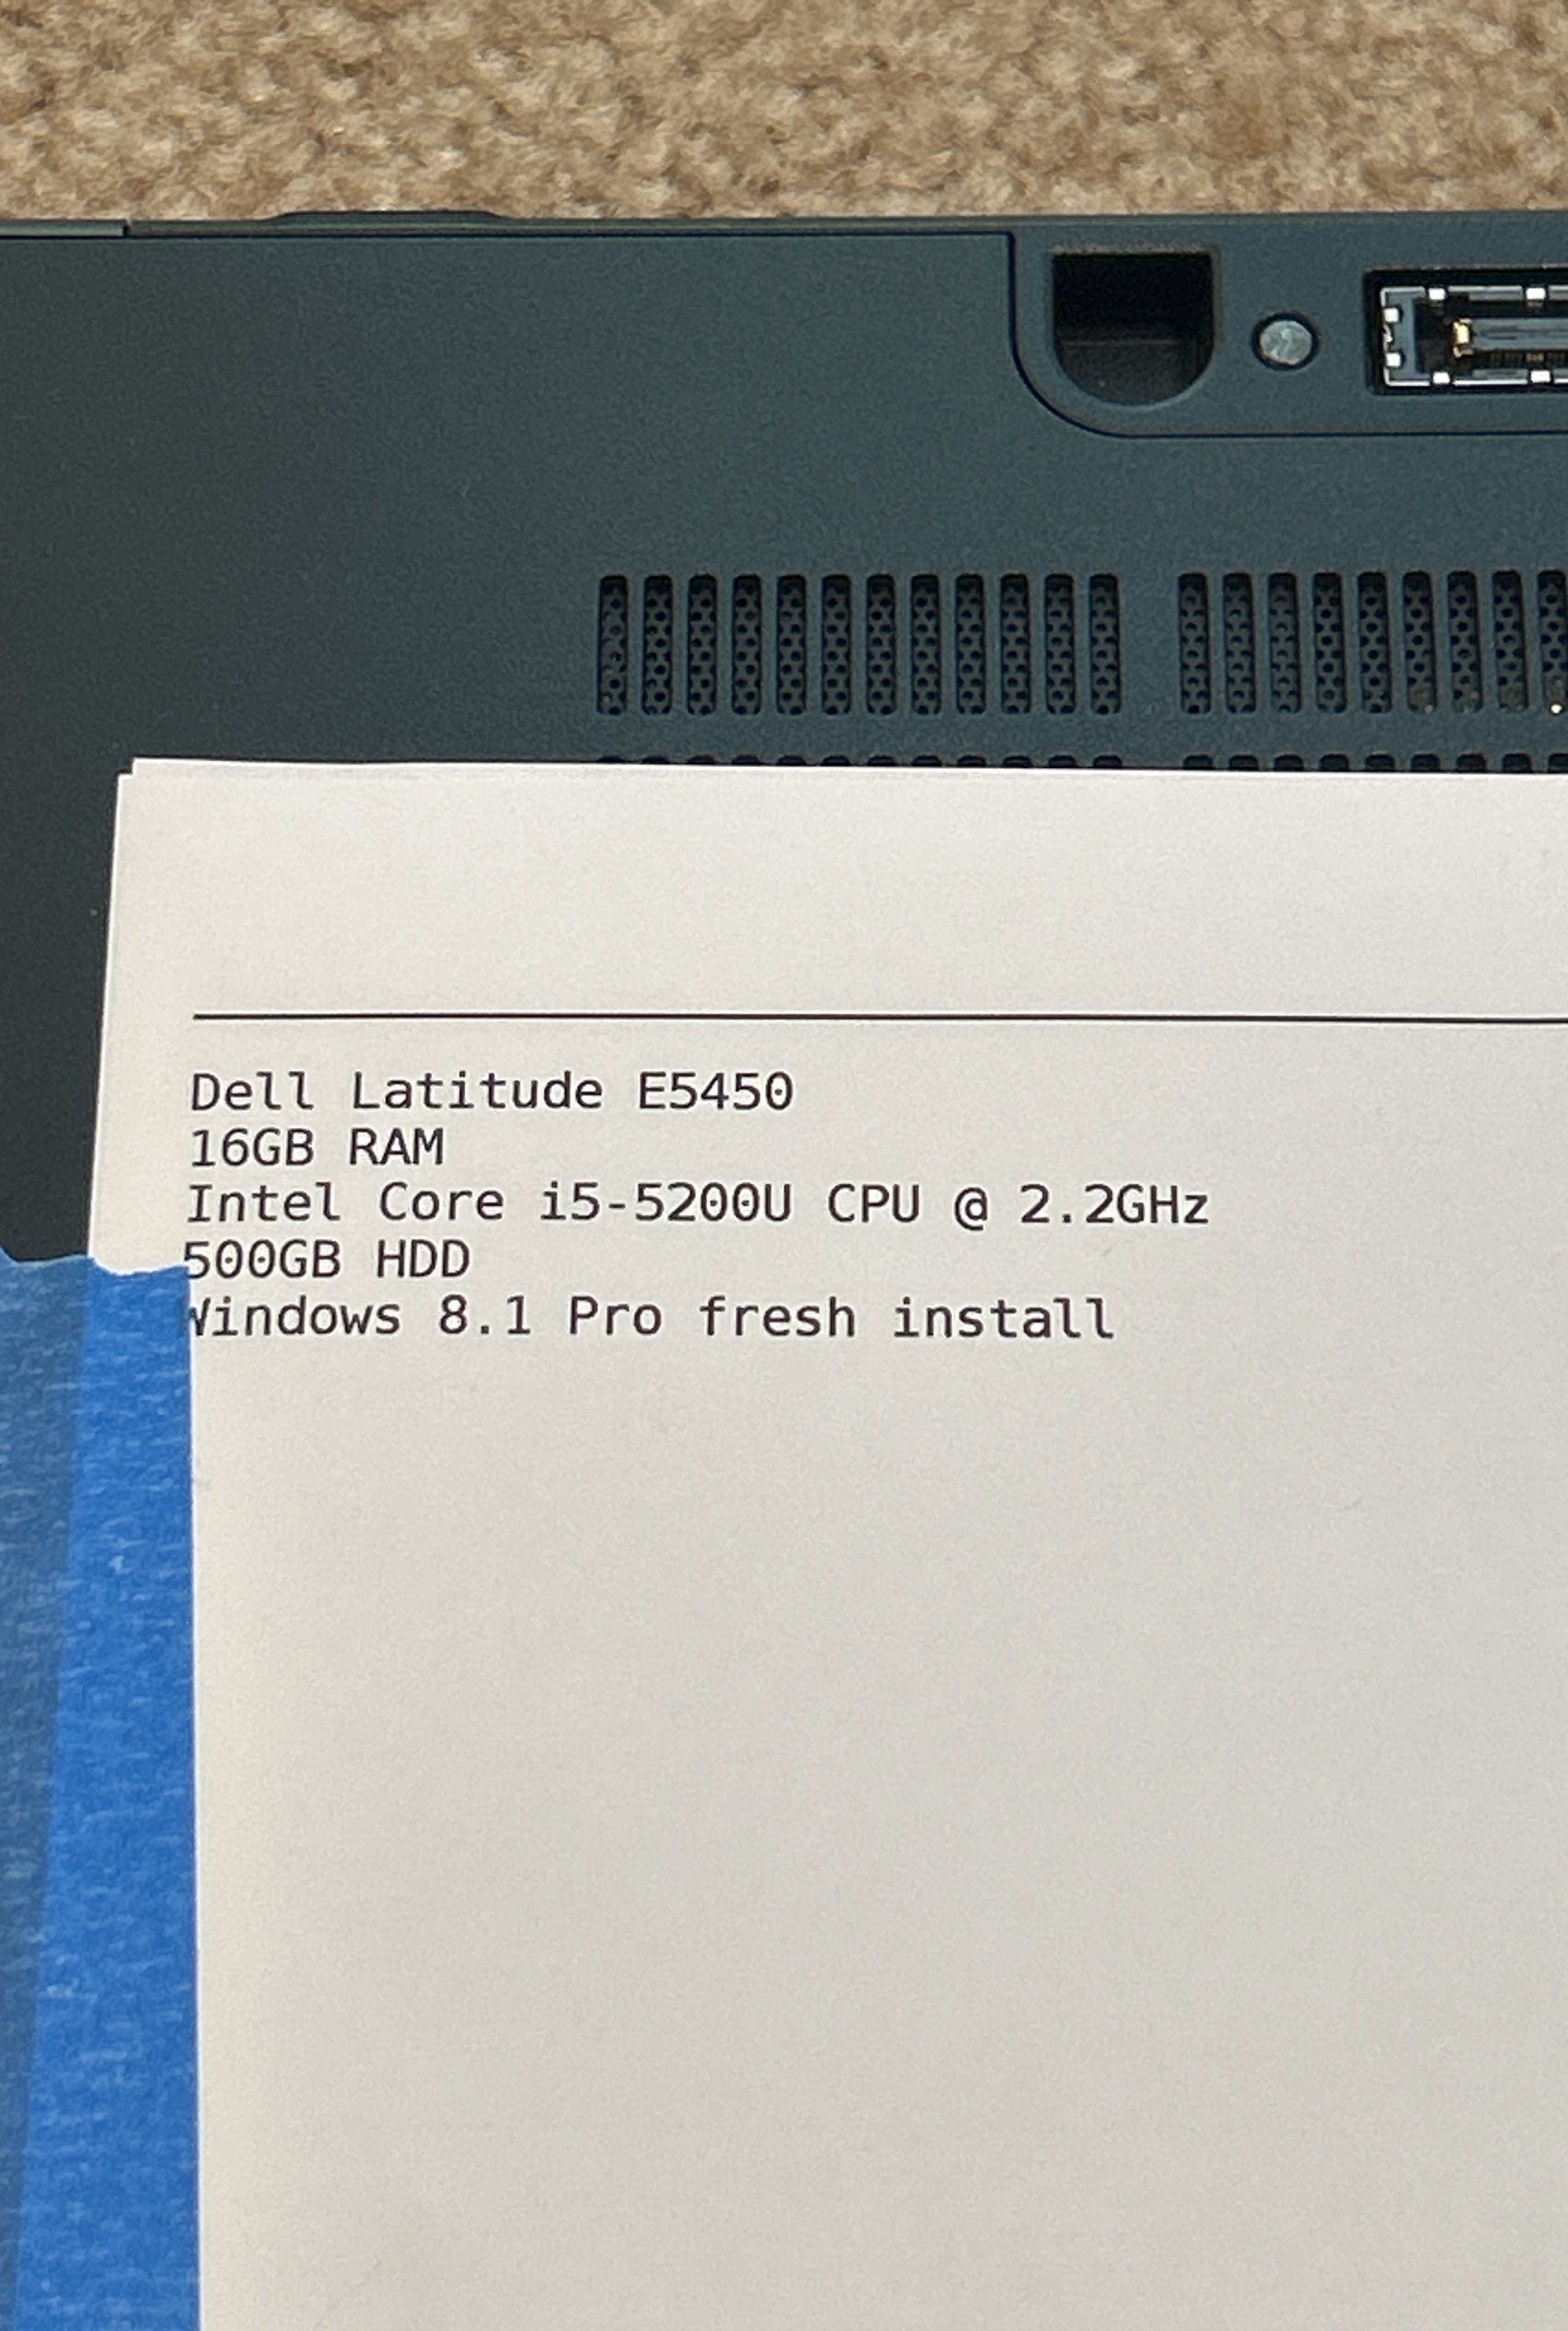 Dell Latitude E5450
16GB RAM
Intel Core i5-5200U CPU @ 2.2GHz
500GB HDD
Windows 8.1 Pro fresh install